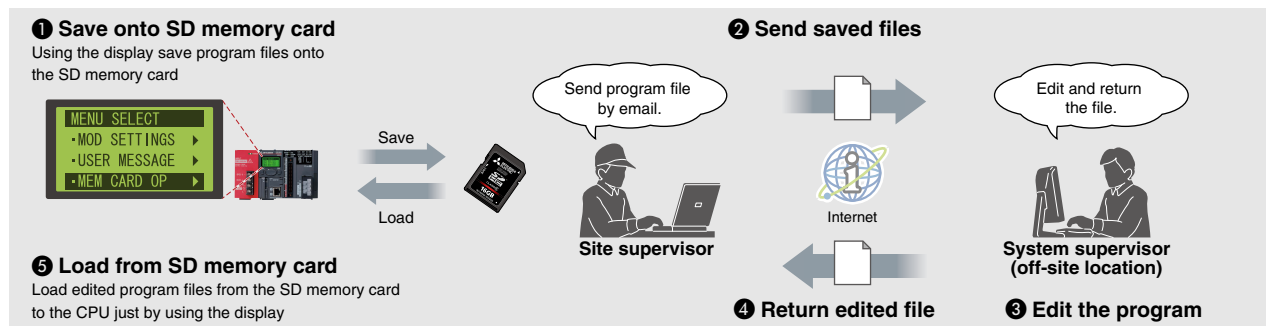 ❶ Save onto SD memory card
Using the display save program files onto
the SD memory card
MENU SELECT
・MOD SETTINGS ▶
・USER MESSAGE ▶
・MEM CARD OP ▶
Save
Load
16GB
Send program file
by email.
Site supervisor
❷ Send saved files
Internet
Edit and return
the file.
System supervisor
(off-site location)
❸ Edit the program
❹ Return edited file
❺ Load from SD memory card
Load edited program files from the SD memory card
to the CPU just by using the display